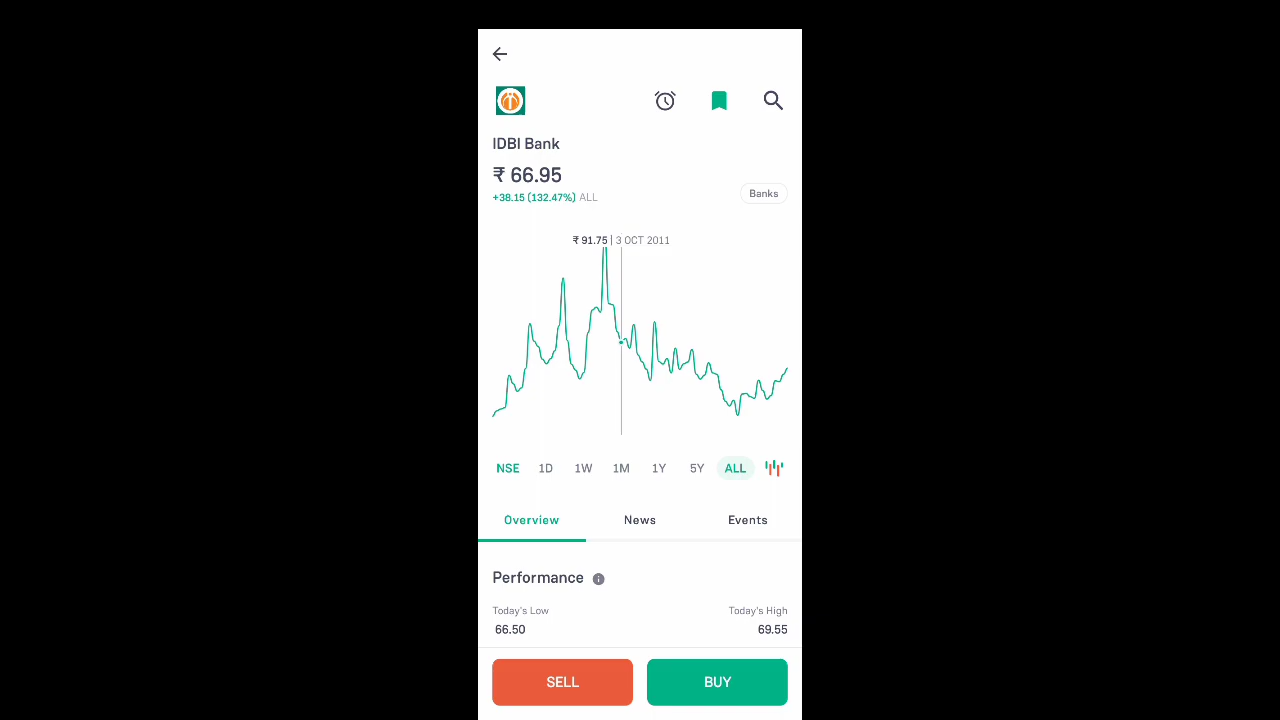 IDBI Bank
₹ 66.95
+38.15 (132.47%) ALL
Banks
₹ 91.75 | 3 OCT 2011
NSE 1D 1W 1M 1Y 5Y ALL
Overview News Events
Performance
Today's Low Today's High
66.50 69.55
SELL BUY